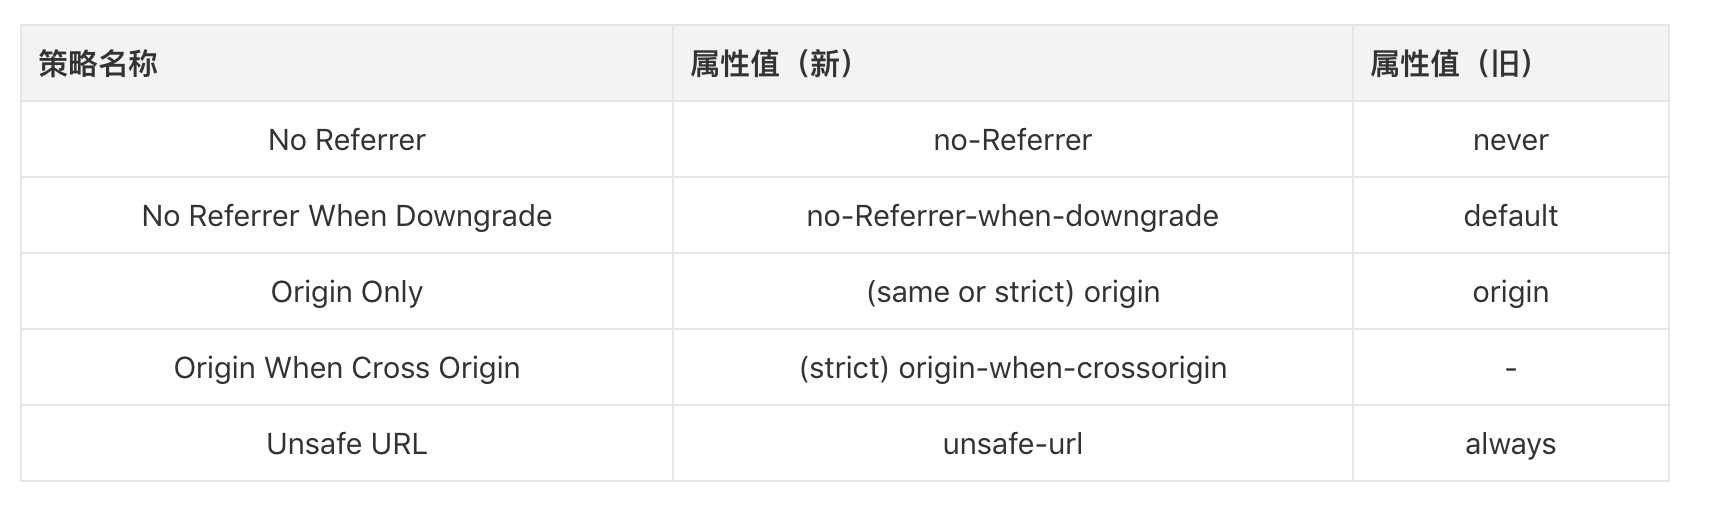 策略名称 属性值（新） 属性值（旧）
No Referrer no-Referrer never
No Referrer When Downgrade no-Referrer-when-downgrade default
Origin Only (same or strict) origin origin
Origin When Cross Origin (strict) origin-when-crossorigin -
Unsafe URL unsafe-url always